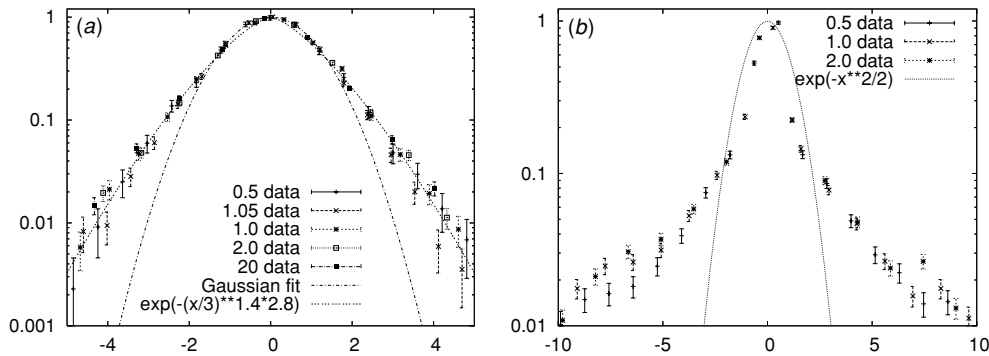 (a)
1
0.1
0.01
0.001
0.5 data
1.05 data
1.0 data
2.0 data
20 data
Gaussian fit
exp(-(x/3)**1.4*2.8)
-4 -2 0 2 4
(b)
1.0
0.1
0.01
0.5 data
1.0 data
2.0 data
exp(-x**2/2)
-10 -5 0 5 10